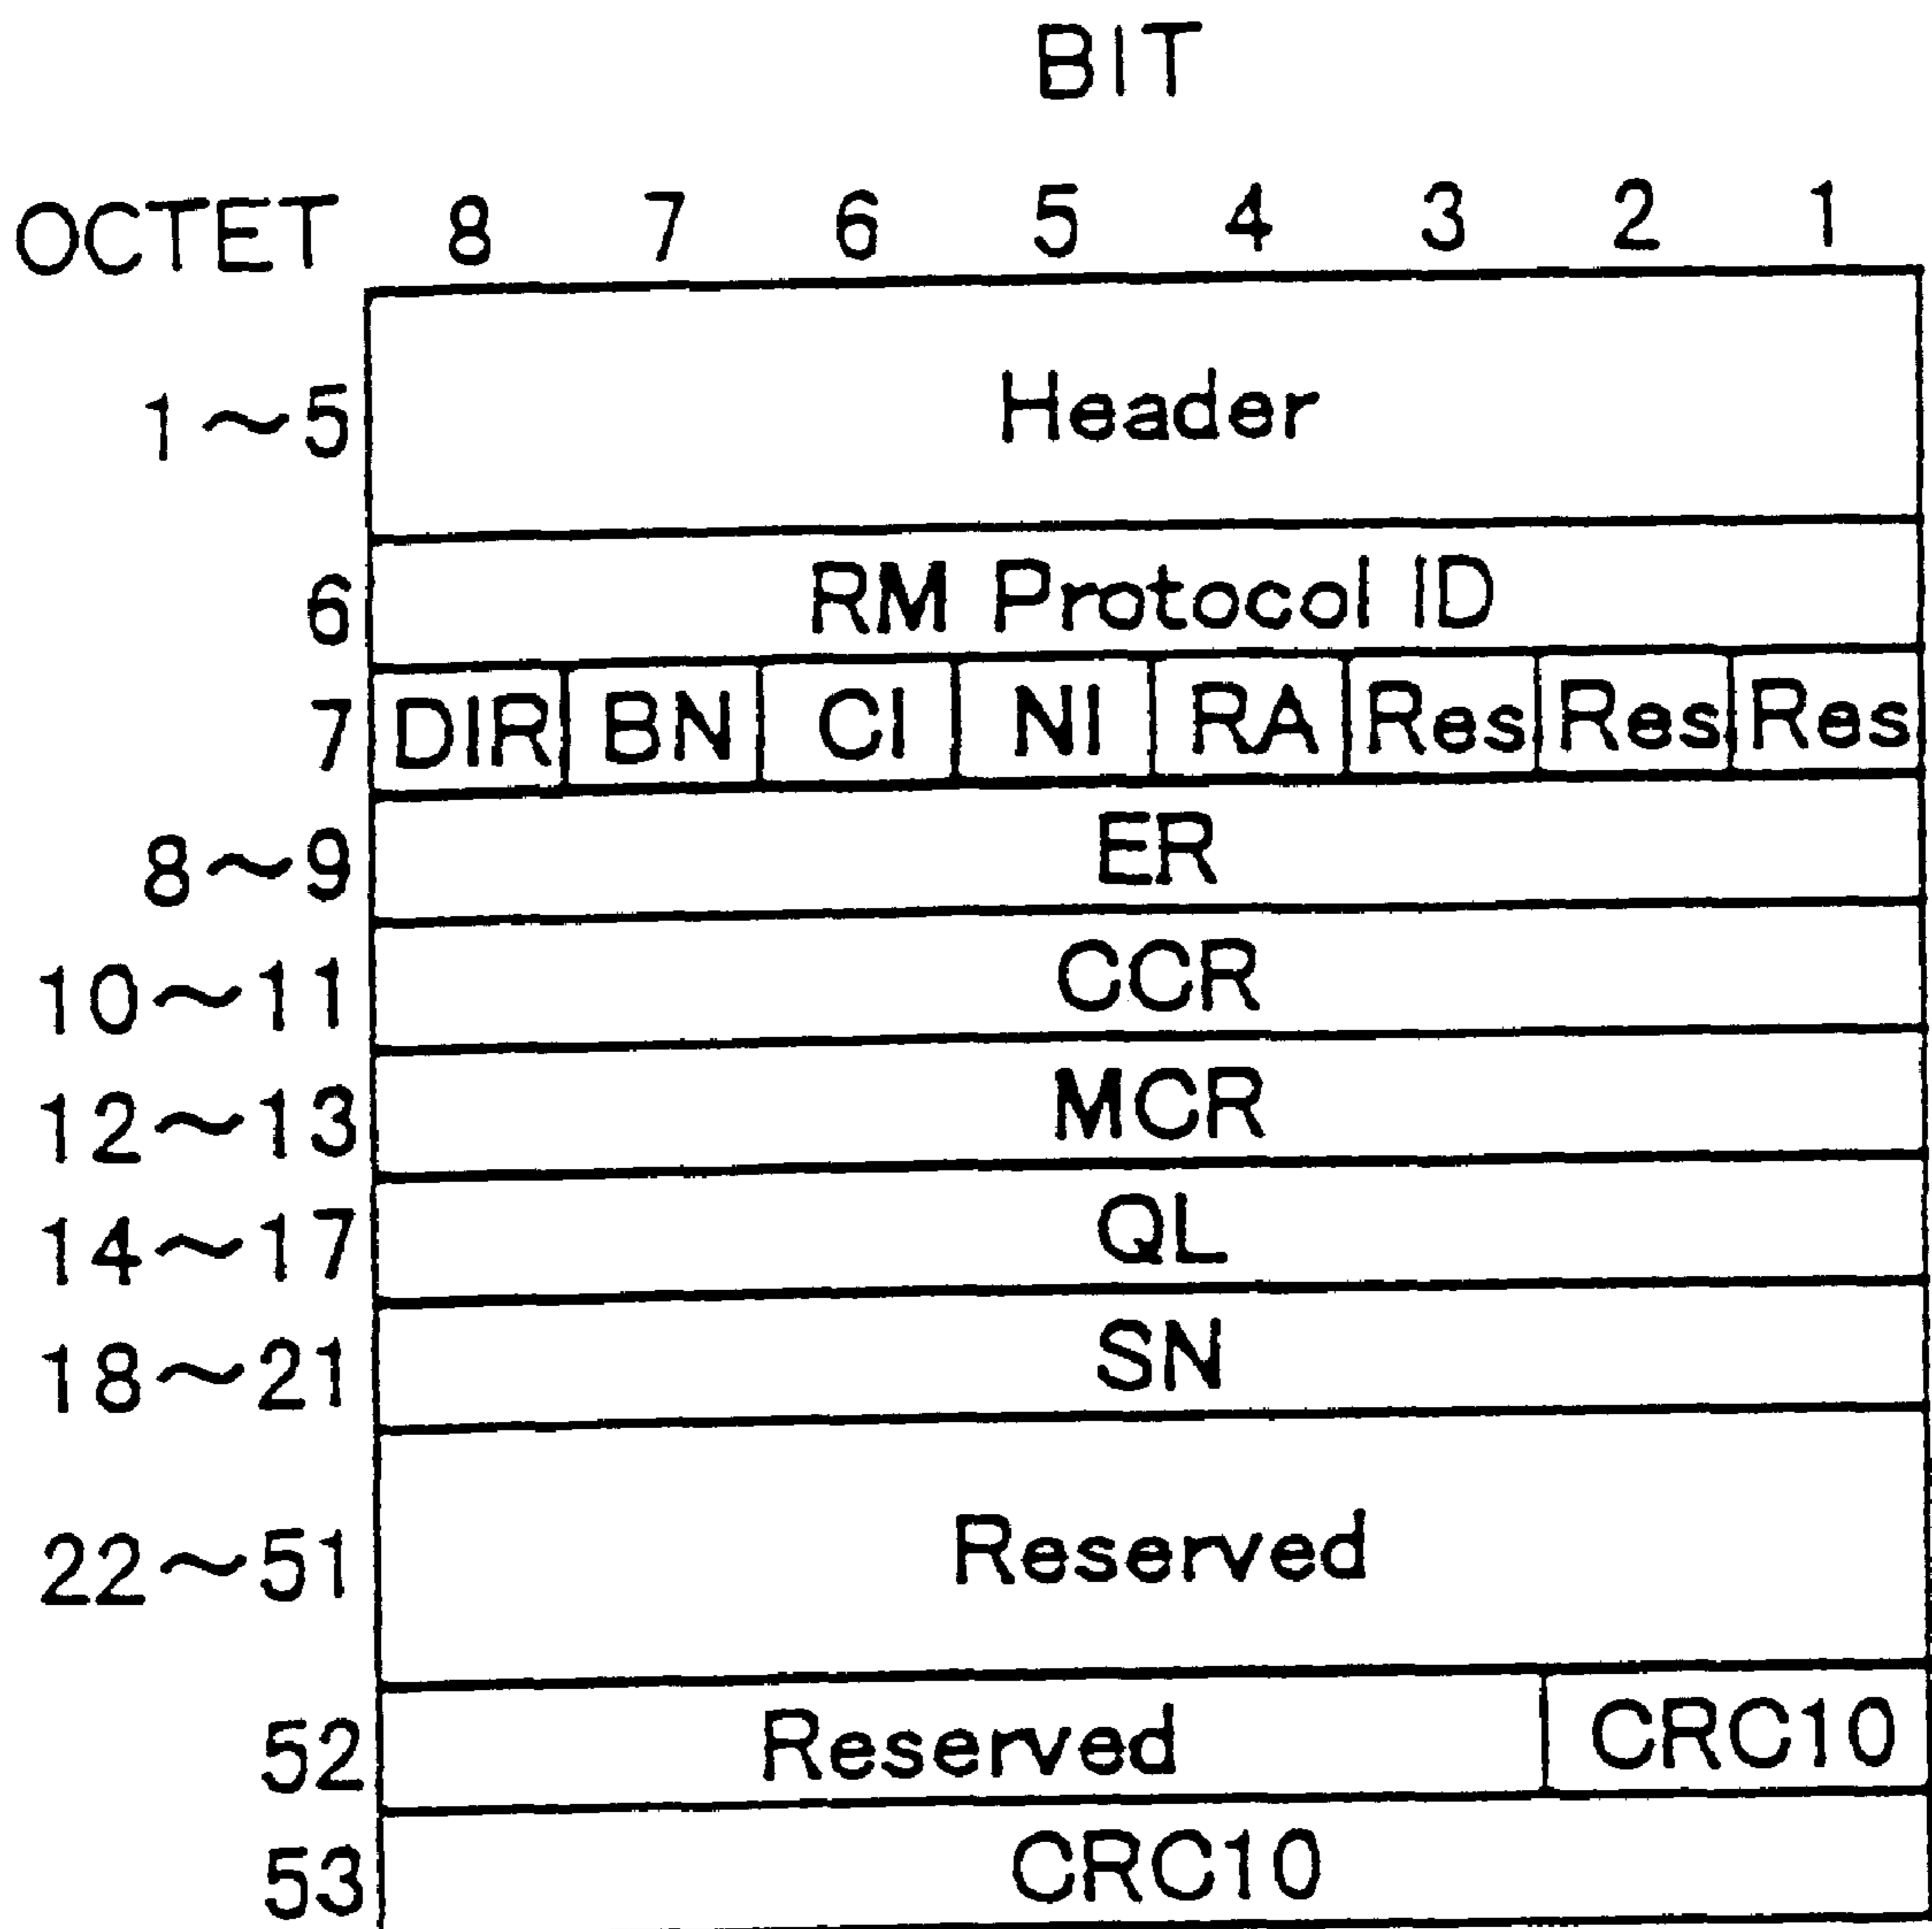 BIT
OCTET 8 7 6 5 4 3 2 1
1~5 Header
6 RM Protocol ID
7 DIR BN CI NI RA Res Res Res
8~9 ER
10~11 CCR
12~13 MCR
14~17 QL
18~21 SN
22~51 Reserved
52 Reserved CRC10
53 CRC10